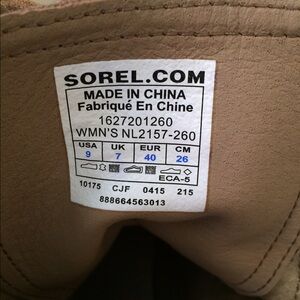 SOREL.COM
MADE IN CHINA
Fabriqué En Chine
1627201260
WMN'S NL2157-260
USA UK EUR CM
9 7 40 26
ECA-5
10175 CJF 0415 215
888664563013